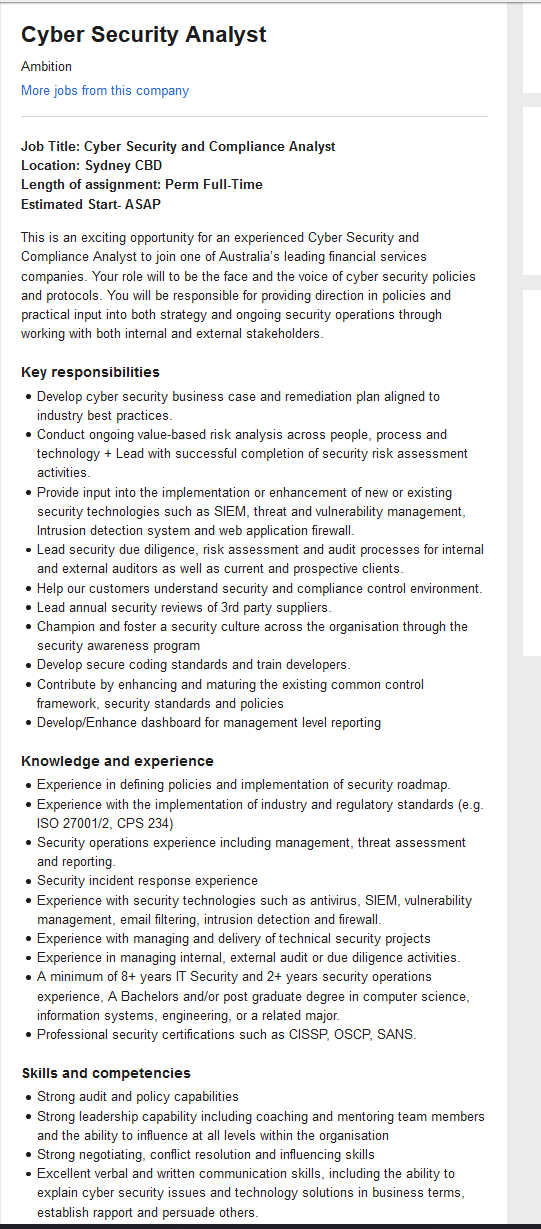 Cyber Security Analyst
Ambition
More jobs from this company
Job Title: Cyber Security and Compliance Analyst
Location: Sydney CBD
Length of assignment: Perm Full-Time
Estimated Start- ASAP
This is an exciting opportunity for an experienced Cyber Security and
Compliance Analyst to join one of Australia's leading financial services
companies. Your role will to be the face and the voice of cyber security policies
and protocols. You will be responsible for providing direction in policies and
practical input into both strategy and ongoing security operations through
working with both internal and external stakeholders.
Key responsibilities
• Develop cyber security business case and remediation plan aligned to
industry best practices.
• Conduct ongoing value-based risk analysis across people, process and
technology + Lead with successful completion of security risk assessment
activities.
• Provide input into the implementation or enhancement of new or existing
security technologies such as SIEM, threat and vulnerability management,
Intrusion detection system and web application firewall.
• Lead security due diligence, risk assessment and audit processes for internal
and external auditors as well as current and prospective clients.
• Help our customers understand security and compliance control environment.
• Lead annual security reviews of 3rd party suppliers.
• Champion and foster a security culture across the organisation through the
security awareness program
• Develop secure coding standards and train developers.
• Contribute by enhancing and maturing the existing common control
framework, security standards and policies
• Develop/Enhance dashboard for management level reporting
Knowledge and experience
• Experience in defining policies and implementation of security roadmap.
• Experience with the implementation of industry and regulatory standards (e.g.
ISO 27001/2, CPS 234)
• Security operations experience including management, threat assessment
and reporting.
• Security incident response experience
• Experience with security technologies such as antivirus, SIEM, vulnerability
management, email filtering, intrusion detection and firewall.
• Experience with managing and delivery of technical security projects
• Experience in managing internal, external audit or due diligence activities.
• A minimum of 8+ years IT Security and 2+ years security operations
experience, A Bachelors and/or post graduate degree in computer science,
information systems, engineering, or a related major.
• Professional security certifications such as CISSP, OSCP, SANS.
Skills and competencies
• Strong audit and policy capabilities
• Strong leadership capability including coaching and mentoring team members
and the ability to influence at all levels within the organisation
• Strong negotiating, conflict resolution and influencing skills
• Excellent verbal and written communication skills, including the ability to
explain cyber security issues and technology solutions in business terms,
establish rapport and persuade others.